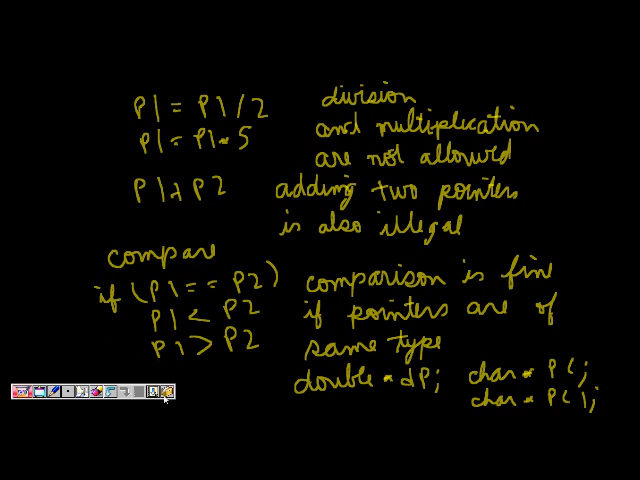 P1 = P1/2 division
P1 = P1 * 5 and multiplication
are not allowed
P1 + P2 adding two pointers
is also illegal
compare
if (P1 == P2) comparison is fine
P1 < P2 if pointers are of
P1 > P2 same type
double * dP; char * PC;
char * PC1;